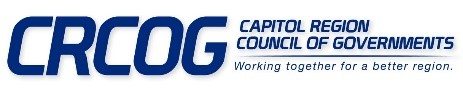 CRCOG
CAPITOL REGION
COUNCIL OF GOVERNMENTS
Working together for a better region.